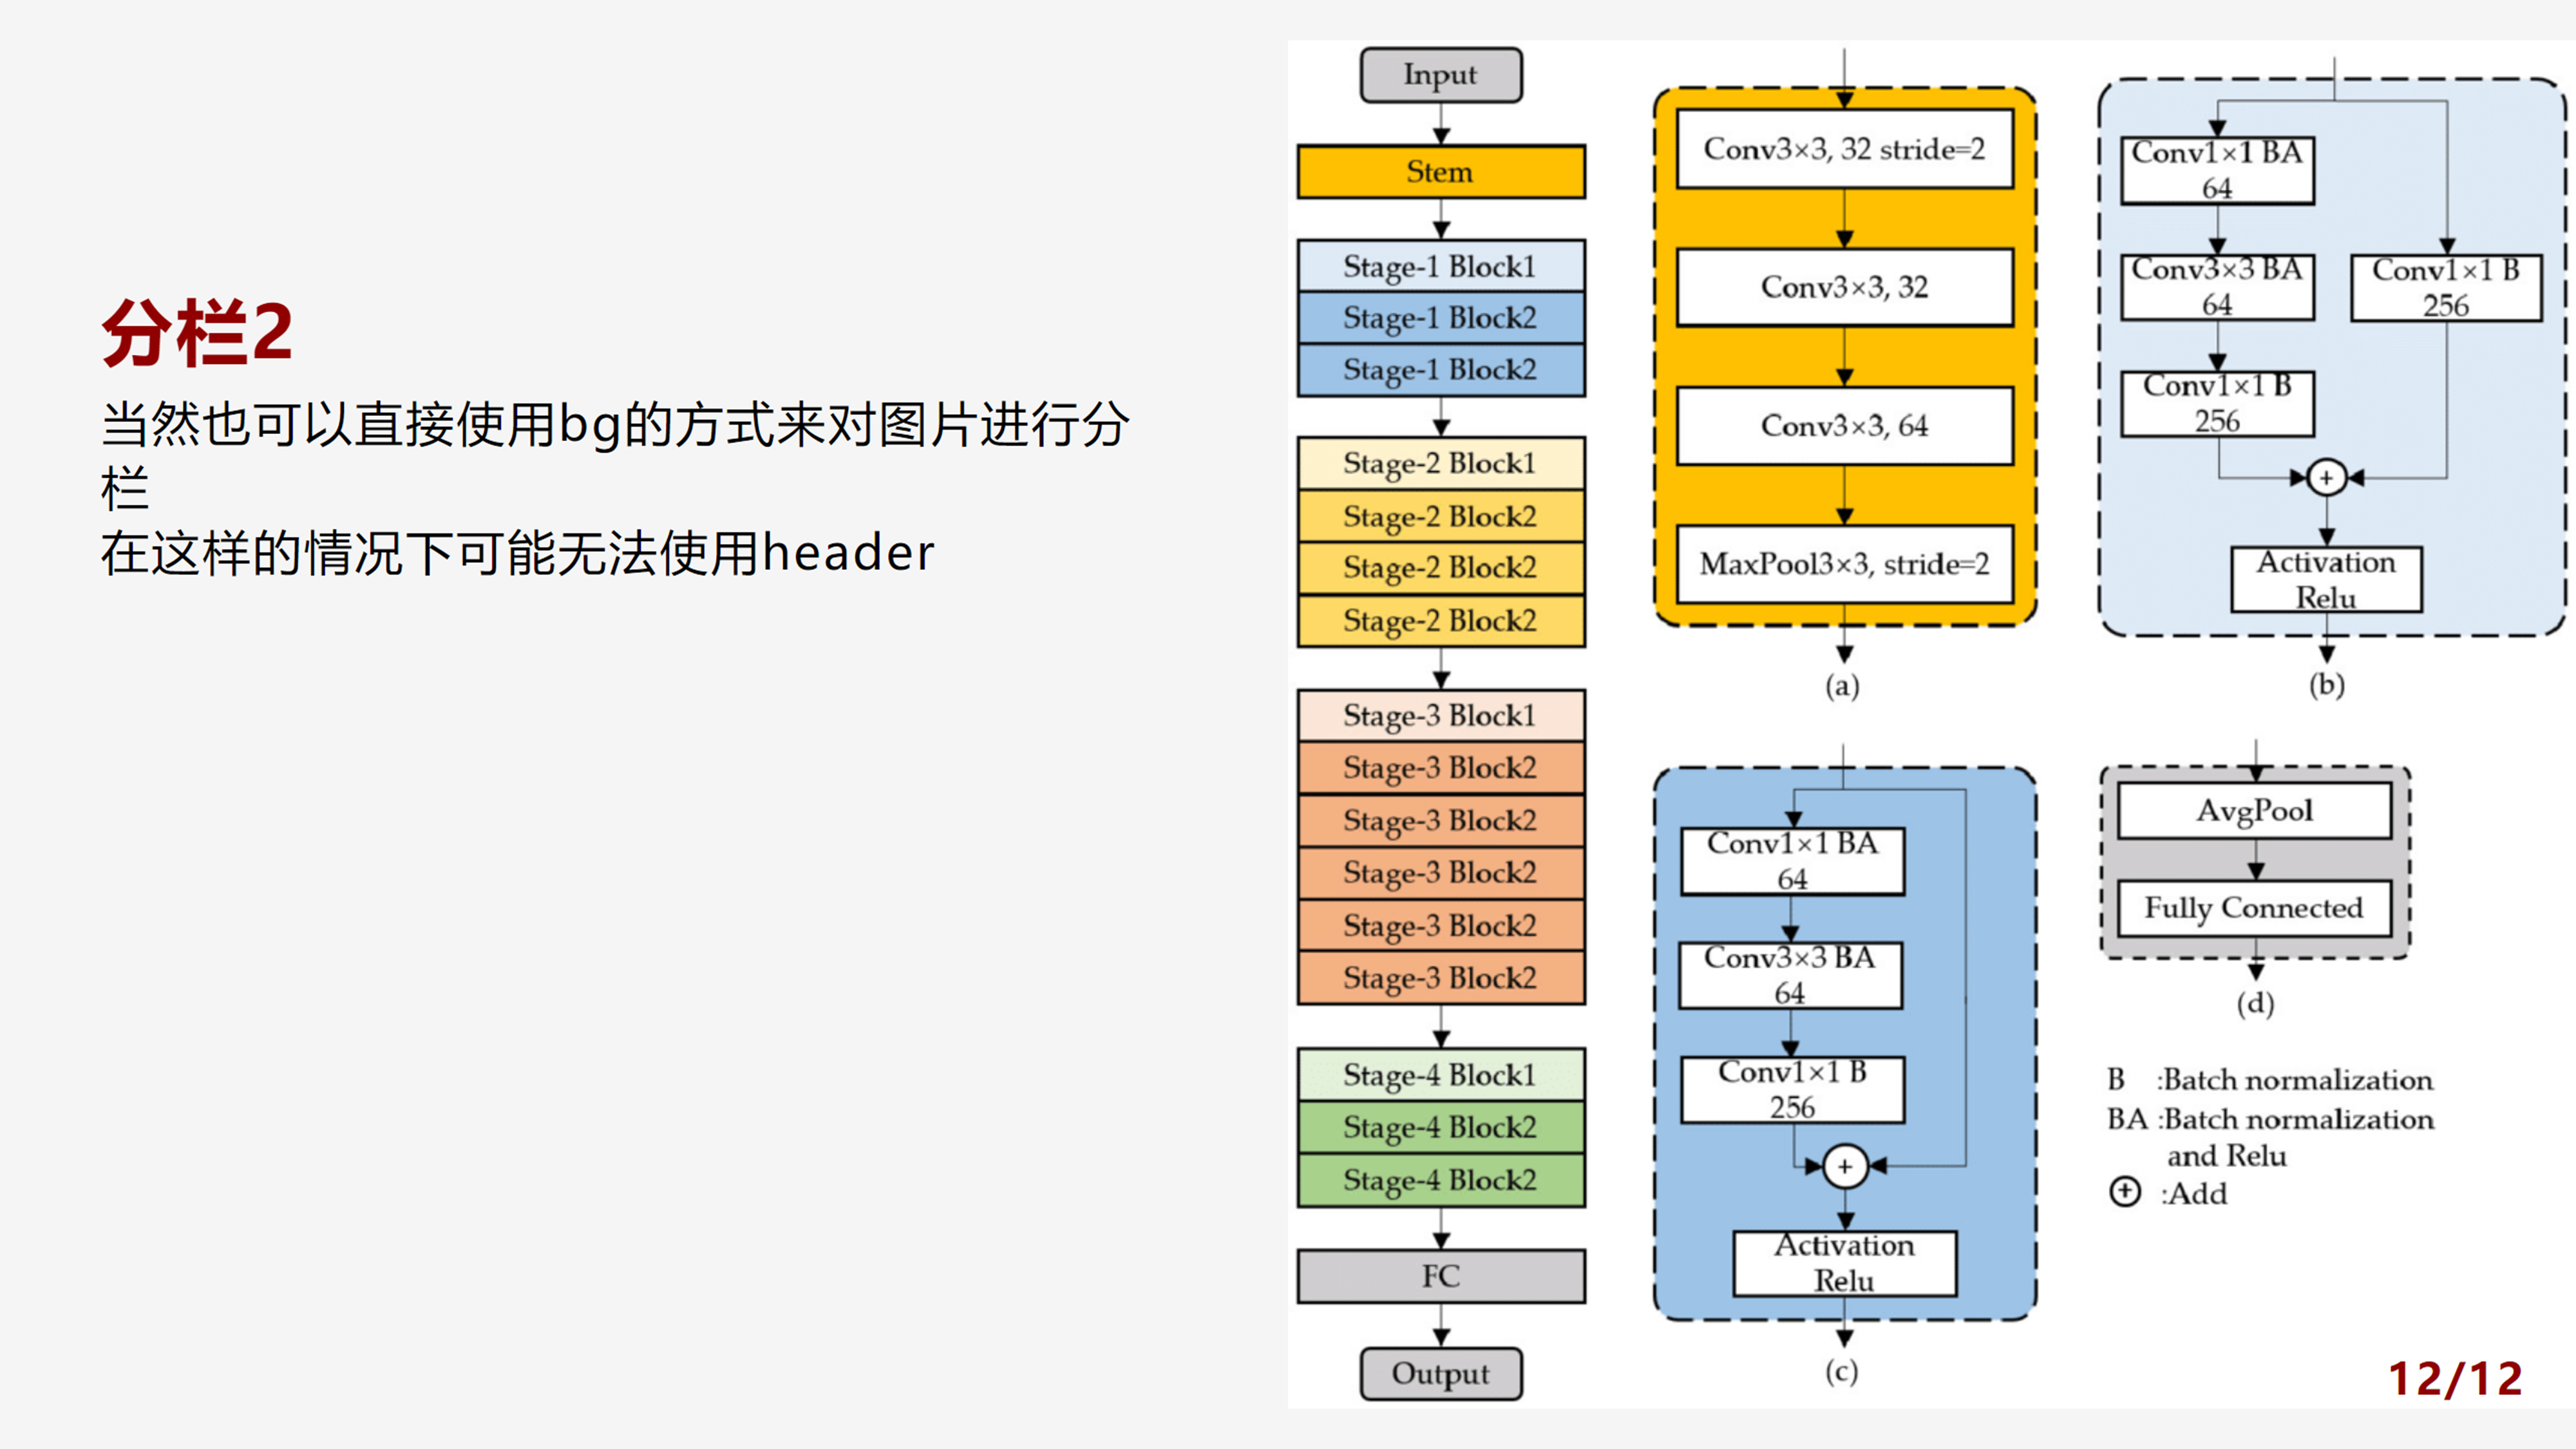 分栏2
当然也可以直接使用bg的方式来对图片进行分
栏
在这样的情况下可能无法使用header
Input
Stem
Stage-1 Block1
Stage-1 Block2
Stage-1 Block2
Stage-2 Block1
Stage-2 Block2
Stage-2 Block2
Stage-2 Block2
Stage-3 Block1
Stage-3 Block2
Stage-3 Block2
Stage-3 Block2
Stage-3 Block2
Stage-3 Block2
Stage-4 Block1
Stage-4 Block2
Stage-4 Block2
FC
Output
Conv3×3, 32 stride=2
Conv3×3, 32
Conv3×3, 64
MaxPool3×3, stride=2
(a)
Conv1×1 BA
64
Conv3×3 BA
64
Conv1×1 B
256
Conv1×1 B
256
+
Activation
Relu
(b)
Conv1×1 BA
64
Conv3×3 BA
64
Conv1×1 B
256
+
Activation
Relu
(c)
AvgPool
Fully Connected
(d)
B :Batch normalization
BA :Batch normalization
and Relu
⊕ :Add
12/12